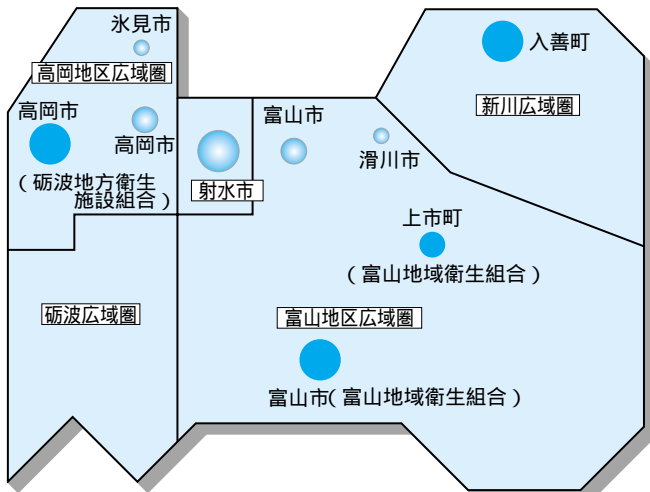 氷見市
高岡地区広域圏
高岡市
高岡市
(砺波地方衛生
施設組合)
射水市
富山市
滑川市
入善町
新川広域圏
上市町
(富山地域衛生組合)
砺波広域圏
富山地区広域圏
富山市(富山地域衛生組合)